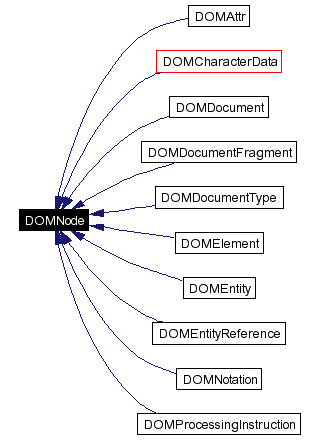 DOMAttr
DOMCharacterData
DOMDocument
DOMDocumentFragment
DOMDocumentType
DOMNode
DOMElement
DOMEntity
DOMEntityReference
DOMNotation
DOMProcessingInstruction